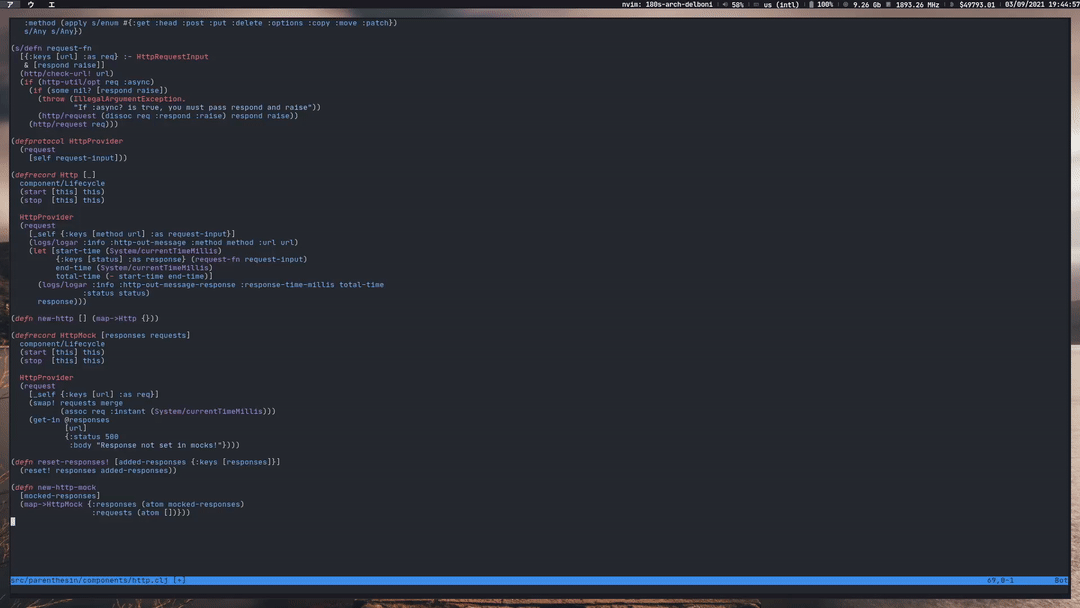 ア ウ エ nvim: 180s-arch-delboni 58% us (intl) 100% 9.26 Gb 1893.26 MHz $49793.01 03/09/2021 19:44:57
:method (apply s/enum #{:get :head :post :put :delete :options :copy :move :patch})
s/Any s/Any})
(s/defn request-fn
[{:keys [url] :as req} :- HttpRequestInput
& [respond raise]]
(http/check-url! url)
(if (http-util/opt req :async)
(if (some nil? [respond raise])
(throw (IllegalArgumentException.
"If :async? is true, you must pass respond and raise"))
(http/request (dissoc req :respond :raise) respond raise))
(http/request req)))
(defprotocol HttpProvider
(request
[self request-input]))
(defrecord Http [_]
component/Lifecycle
(start [this] this)
(stop [this] this)
HttpProvider
(request
[_self {:keys [method url] :as request-input}]
(logs/logar :info :http-out-message :method method :url url)
(let [start-time (System/currentTimeMillis)
{:keys [status] :as response} (request-fn request-input)
end-time (System/currentTimeMillis)
total-time (- start-time end-time)]
(logs/logar :info :http-out-message-response :response-time-millis total-time
:status status)
response)))
(defn new-http [] (map->Http {}))
(defrecord HttpMock [responses requests]
component/Lifecycle
(start [this] this)
(stop [this] this)
HttpProvider
(request
[_self {:keys [url] :as req}]
(swap! requests merge
(assoc req :instant (System/currentTimeMillis)))
(get-in @responses
[url]
{:status 500
:body "Response not set in mocks!"})))
(defn reset-responses! [added-responses {:keys [responses]}]
(reset! responses added-responses))
(defn new-http-mock
[mocked-responses]
(map->HttpMock {:responses (atom mocked-responses)
:requests (atom [])}))
src/parenthesin/components/http.clj [+] 69,0-1 Bot